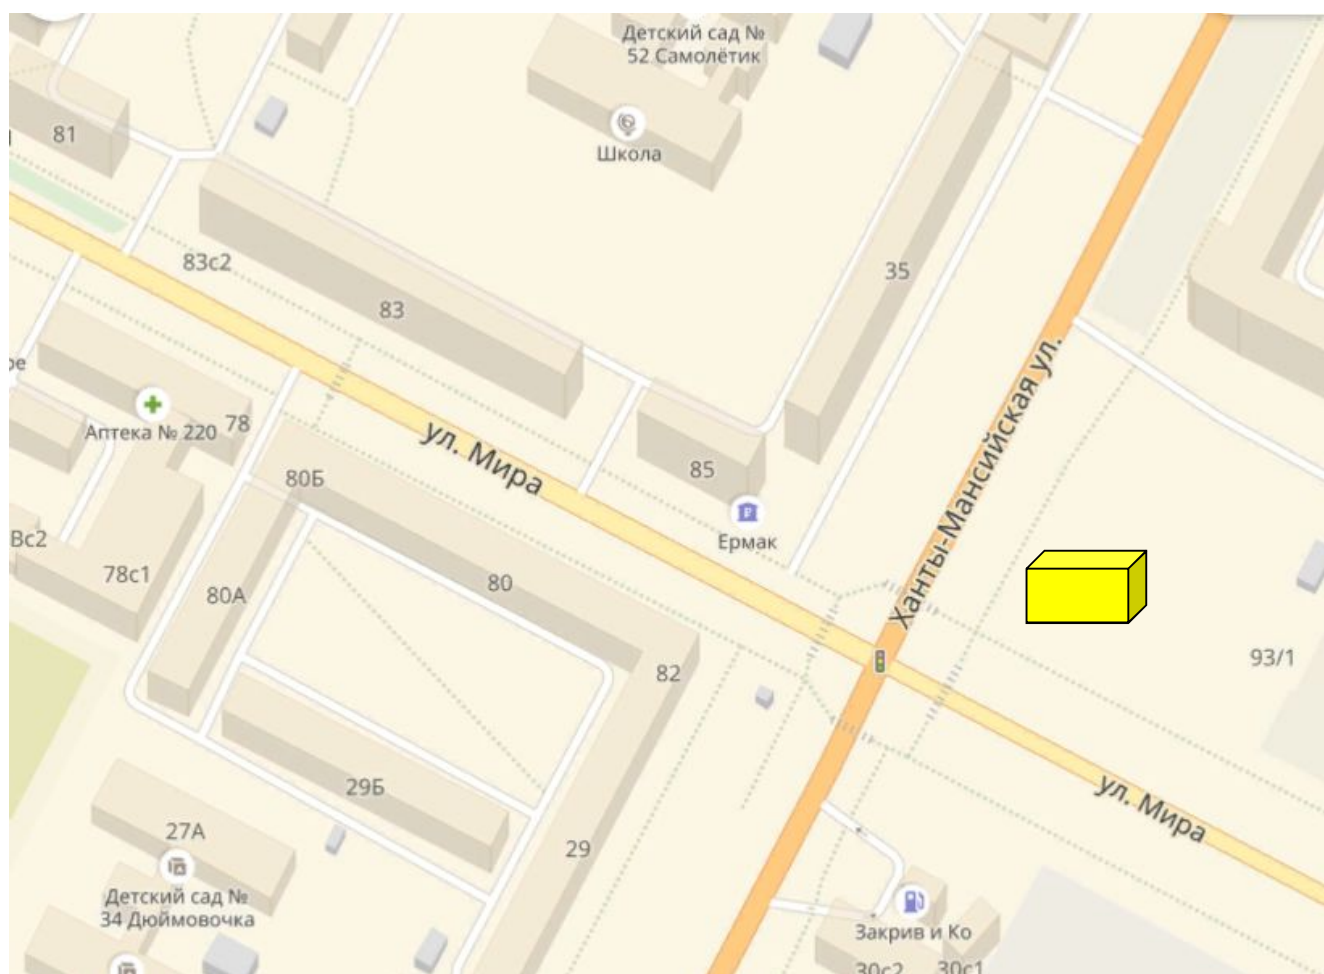 Детский сад №
52 Самолётик
81
Школа
83с2
35
83
Аптека № 220
78
ул. Мира
80Б
85
Ермак
Вс2
78с1
80А
80
Ханты-Мансийская ул.
82
93/1
29Б
ул. Мира
27А
29
Детский сад №
34 Дюймовочка
Закрив и Ко
30с2
30с1